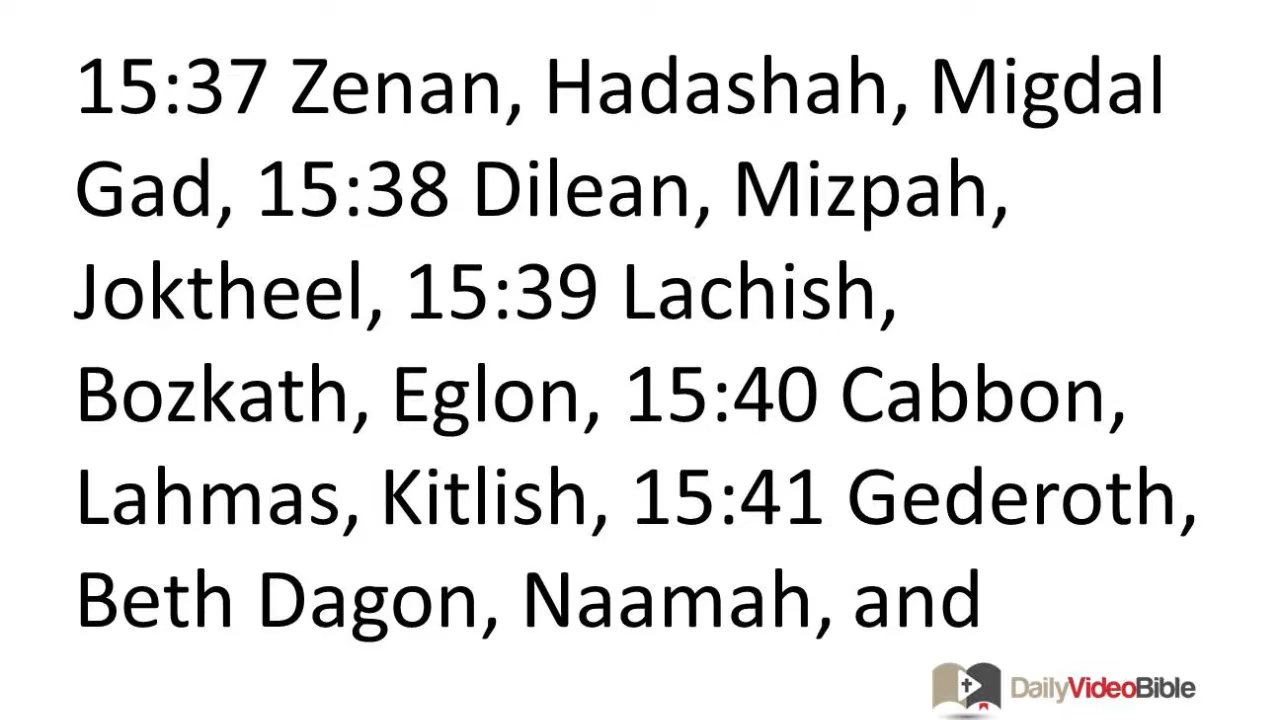 15:37 Zenan, Hadashah, Migdal
Gad, 15:38 Dilean, Mizpah,
Joktheel, 15:39 Lachish,
Bozkath, Eglon, 15:40 Cabbon,
Lahmas, Kitlish, 15:41 Gederoth,
Beth Dagon, Naamah, and
DailyVideoBible